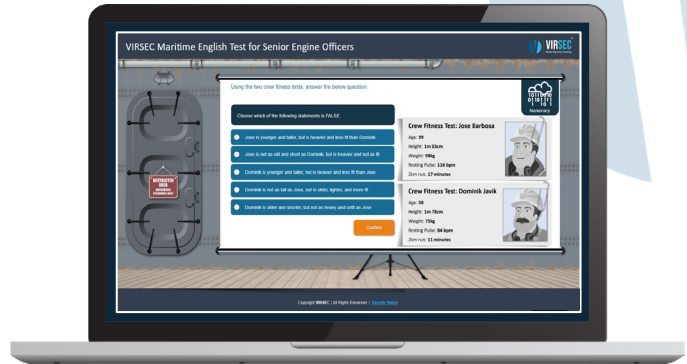 VIRSEC Maritime English Test for Senior Engine Officers
VIRSEC
Using the two crew fitness tests, answer the below question.
Numeracy
Choose which of the following statements is FALSE:
Jose is younger and taller, but is heavier and less fit than Dominik
Jose is not as old and short as Dominik, but is heavier and not as fit
Dominik is younger and taller, but is heavier and less fit than Jose
Dominik is not as tall as Jose, but is older, lighter, and more fit
Dominik is older and shorter, but not as heavy and unfit as Jose
Confirm
Crew Fitness Test: Jose Barbosa
Age: 39
Height: 1m 83cm
Weight: 98kg
Resting Pulse: 116 bpm
2km run: 17 minutes
Crew Fitness Test: Dominik Javik
Age: 58
Height: 1m 78cm
Weight: 75kg
Resting Pulse: 84 bpm
2km run: 11 minutes
RESTRICTED
AREA
Copyright VIRSEC | All Rights Reserved | Security Notice